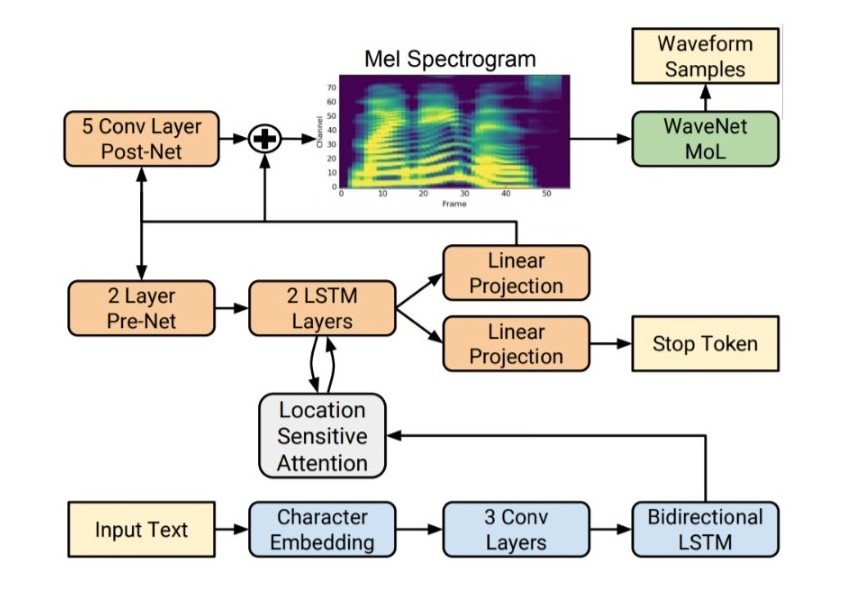 Waveform
Samples
Mel Spectrogram
5 Conv Layer
Post-Net
70
60
50
40
30
20
10
0
Channel
0 10 20 30 40 50
Frame
WaveNet
MoL
2 Layer
Pre-Net
2 LSTM
Layers
Linear
Projection
Linear
Projection
Stop Token
Location
Sensitive
Attention
Input Text
Character
Embedding
3 Conv
Layers
Bidirectional
LSTM